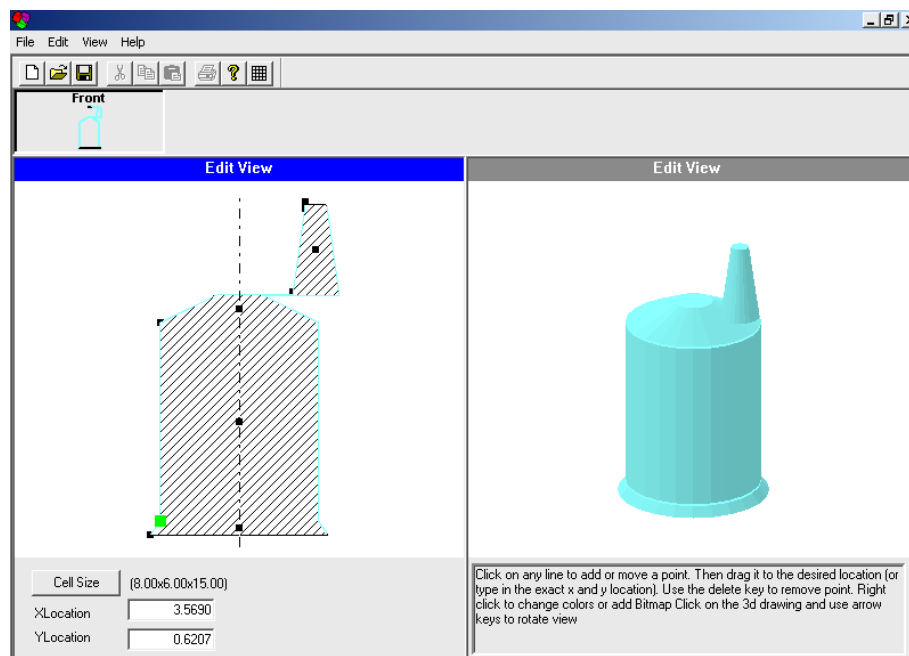 File Edit View Help
Front
Edit View
Edit View
Cell Size (8.00x6.00x15.00)
XLocation 3.5690
YLocation 0.6207
Click on any line to add or move a point. Then drag it to the desired location (or
type in the exact x and y location). Use the delete key to remove point. Right
click to change colors or add Bitmap Click on the 3d drawing and use arrow
keys to rotate view